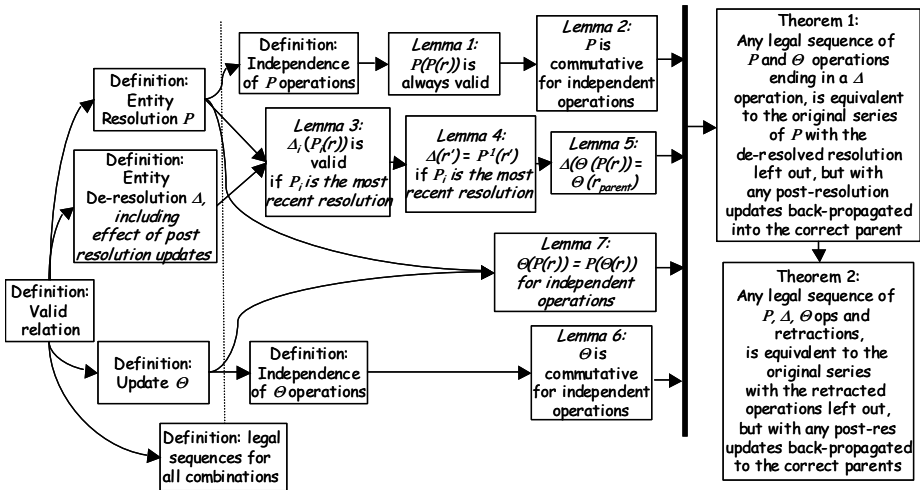 Definition:
Valid
relation
Definition:
Entity
Resolution P
Definition:
Entity
De-resolution Δ,
including
effect of post
resolution updates
Definition:
Update Θ
Definition: legal
sequences for
all combinations
Definition:
Independence
of P operations
Lemma 1:
P(P(r)) is
always valid
Lemma 2:
P is
commutative
for independent
operations
Lemma 3:
Δi (Pi(r)) is
valid
if Pi is the most
recent resolution
Lemma 4:
Δ(r') = P¹(r')
if Pi is the most
recent resolution
Lemma 5:
Δ(Θ (P(r)) =
Θ (rparent)
Lemma 7:
Θ(P(r)) = P(Θ(r))
for independent
operations
Definition:
Independence
of Θ operations
Lemma 6:
Θ is
commutative
for independent
operations
Theorem 1:
Any legal sequence of
P and Θ operations
ending in a Δ
operation, is equivalent
to the original series
of P with the
de-resolved resolution
left out, but with
any post-resolution
updates back-propagated
into the correct parent
Theorem 2:
Any legal sequence of
P, Δ, Θ ops and
retractions,
is equivalent to the
original series
with the retracted
operations left out,
but with any post-res
updates back-propagated
to the correct parents